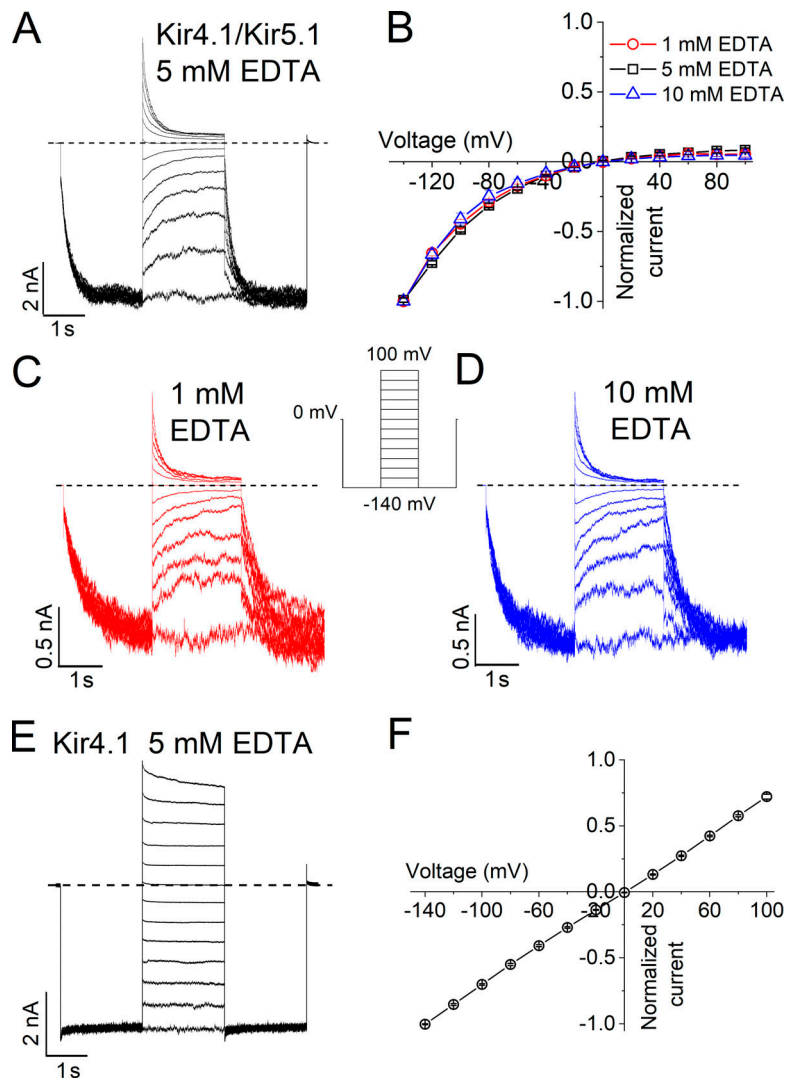 A
Kir4.1/Kir5.1
5 mM EDTA
2 nA
1s
B
1.0
0.5
0.0
-0.5
-1.0
1 mM EDTA
5 mM EDTA
10 mM EDTA
Voltage (mV)
-120
-80
-40
40
80
Normalized
current
C
1 mM
EDTA
0.5 nA
1s
100 mV
0 mV
-140 mV
D
10 mM
EDTA
0.5 nA
1s
E
Kir4.1 5 mM EDTA
2 nA
1s
F
1.0
0.5
0.0
-0.5
-1.0
Voltage (mV)
-140
-100
-60
-20
20
60
100
Normalized
current